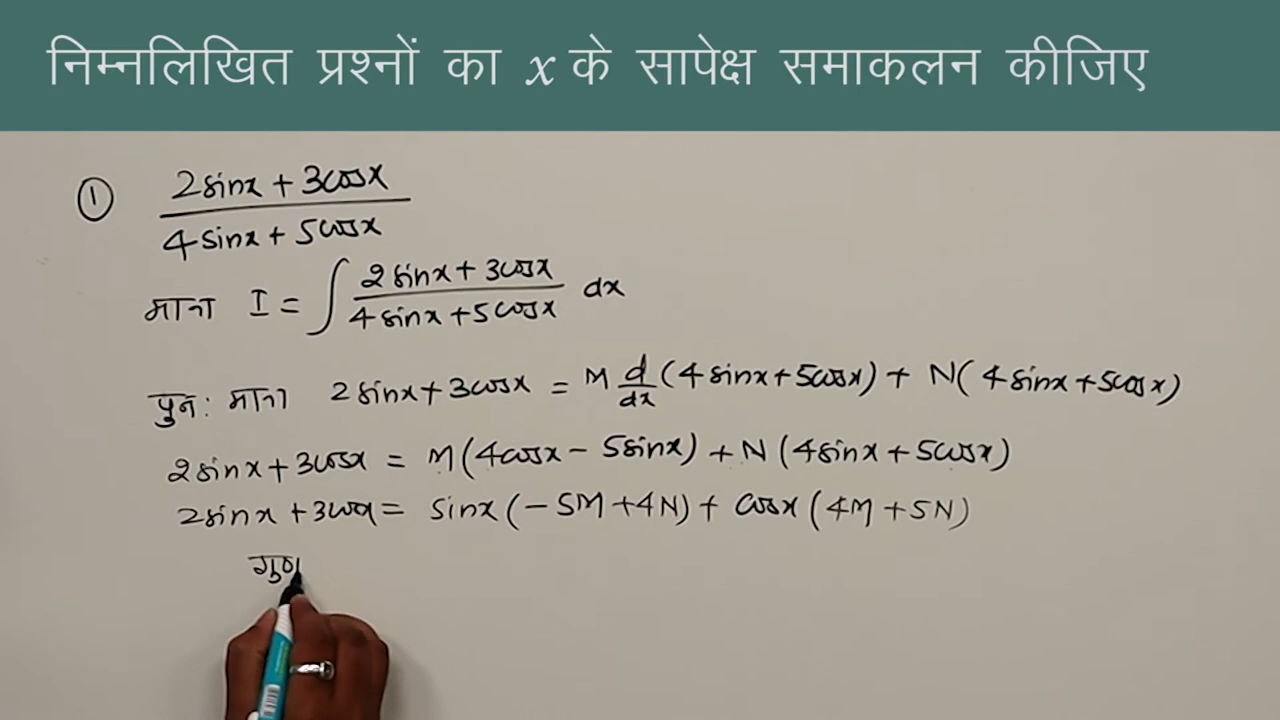 निम्नलिखित प्रश्नों का x के सापेक्ष समाकलन कीजिए
① (2sinx + 3cosx)/(4sinx + 5cosx)
माना I = ∫ (2sinx + 3cosx)/(4sinx + 5cosx) dx
पुनः माना 2sinx + 3cosx = M d/dx (4sinx + 5cosx) + N(4sinx + 5cosx)
2sinx + 3cosx = M(4cosx − 5sinx) + N(4sinx + 5cosx)
2sinx + 3cosx = sinx(−5M + 4N) + cosx(4M + 5N)
गुण